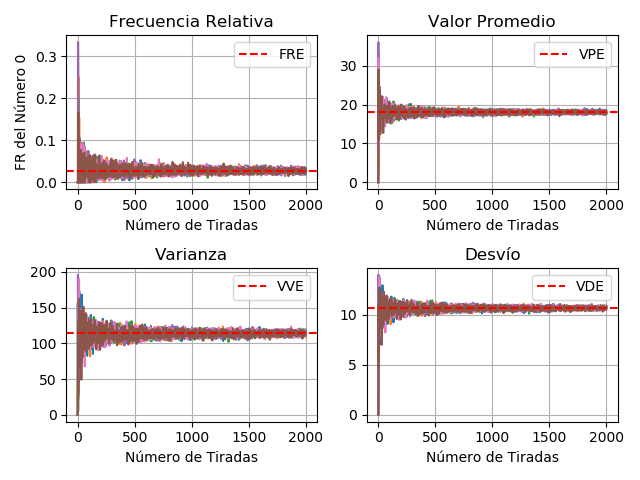 Frecuencia Relativa
FR del Número 0
0.3
0.2
0.1
0.0
FRE
0 500 1000 1500 2000
Número de Tiradas
Valor Promedio
30
20
10
0
VPE
0 500 1000 1500 2000
Número de Tiradas
Varianza
200
150
100
50
0
VVE
0 500 1000 1500 2000
Número de Tiradas
Desvío
10
5
0
VDE
0 500 1000 1500 2000
Número de Tiradas